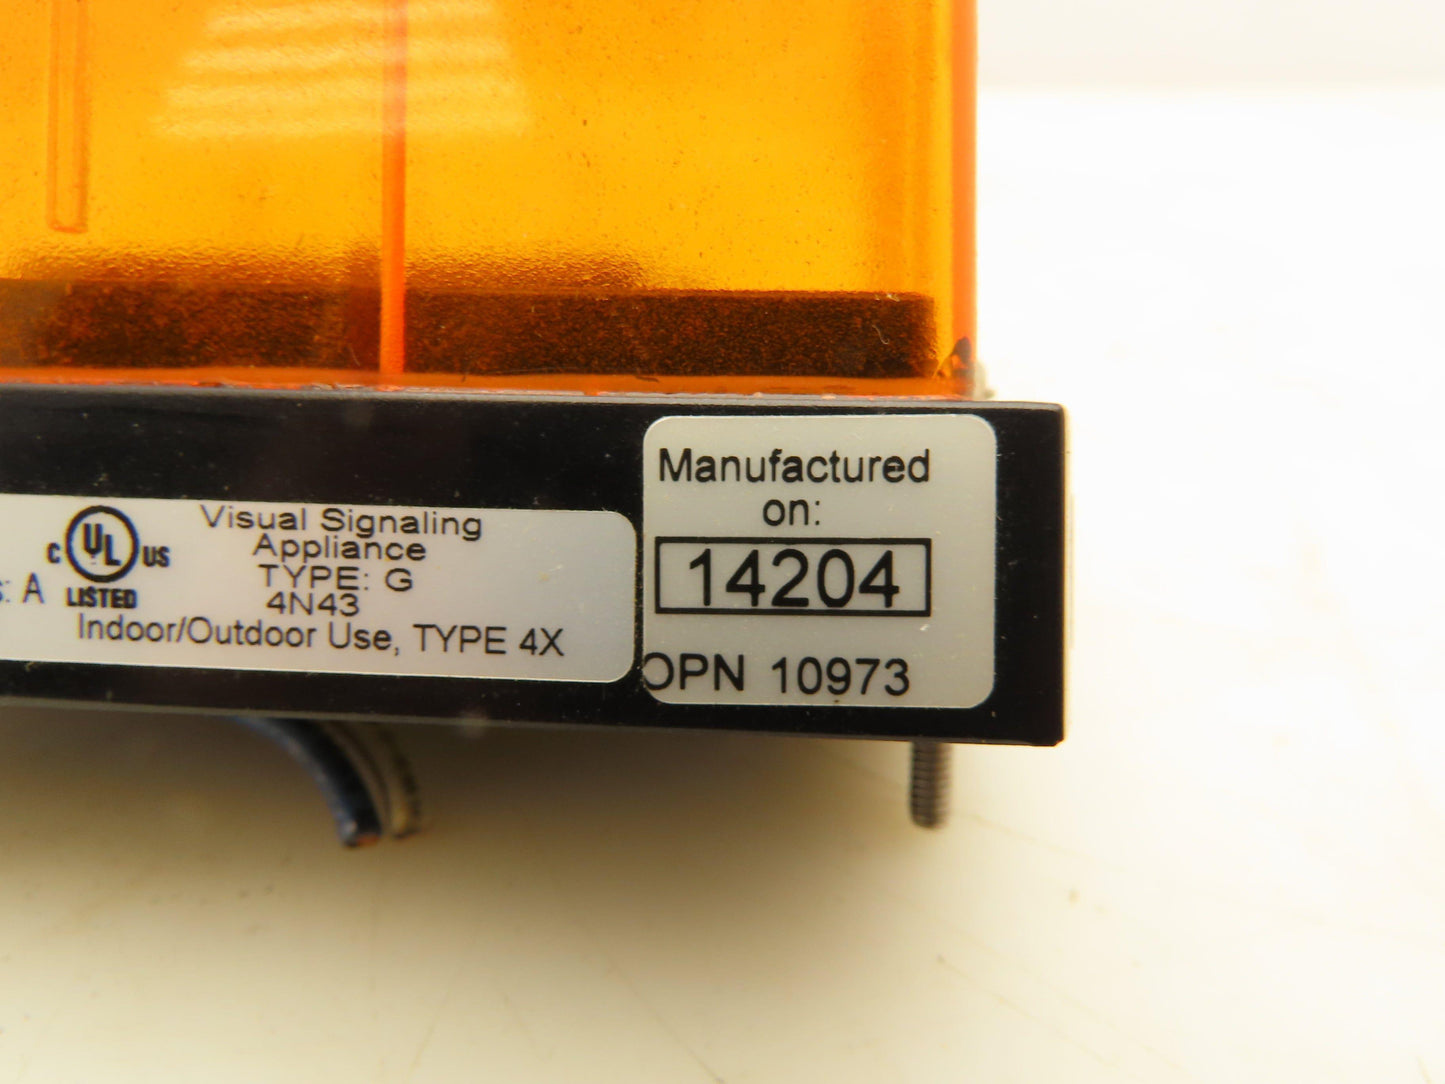 Visual Signaling
Appliance
TYPE: G
4N43
Indoor/Outdoor Use, TYPE 4X
C UL US
LISTED
: A
Manufactured
on:
14204
OPN 10973